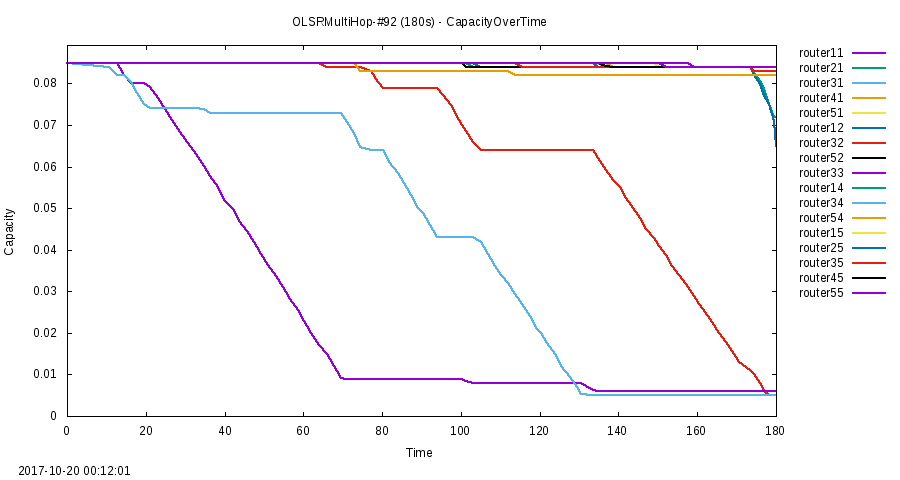 OLSRMultiHop-#92 (180s) - CapacityOverTime
router11
router21
router31
router41
router51
router12
router32
router52
router33
router14
router34
router54
router15
router25
router35
router45
router55
Capacity
0.08
0.07
0.06
0.05
0.04
0.03
0.02
0.01
0
0 20 40 60 80 100 120 140 160 180
Time
2017-10-20 00:12:01